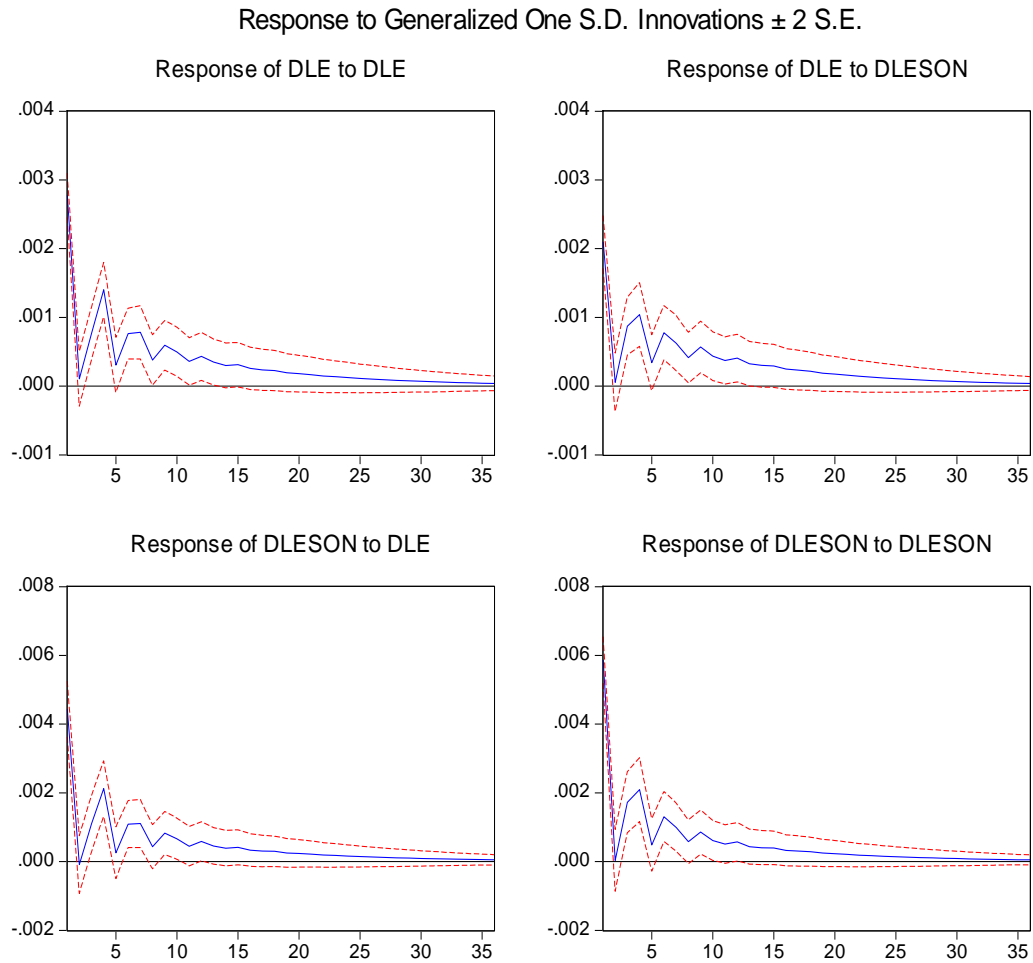 Response to Generalized One S.D. Innovations ± 2 S.E.
Response of DLE to DLE
.004
.003
.002
.001
.000
-.001
5 10 15 20 25 30 35
Response of DLE to DLESON
.004
.003
.002
.001
.000
-.001
5 10 15 20 25 30 35
Response of DLESON to DLE
.008
.006
.004
.002
.000
-.002
5 10 15 20 25 30 35
Response of DLESON to DLESON
.008
.006
.004
.002
.000
-.002
5 10 15 20 25 30 35